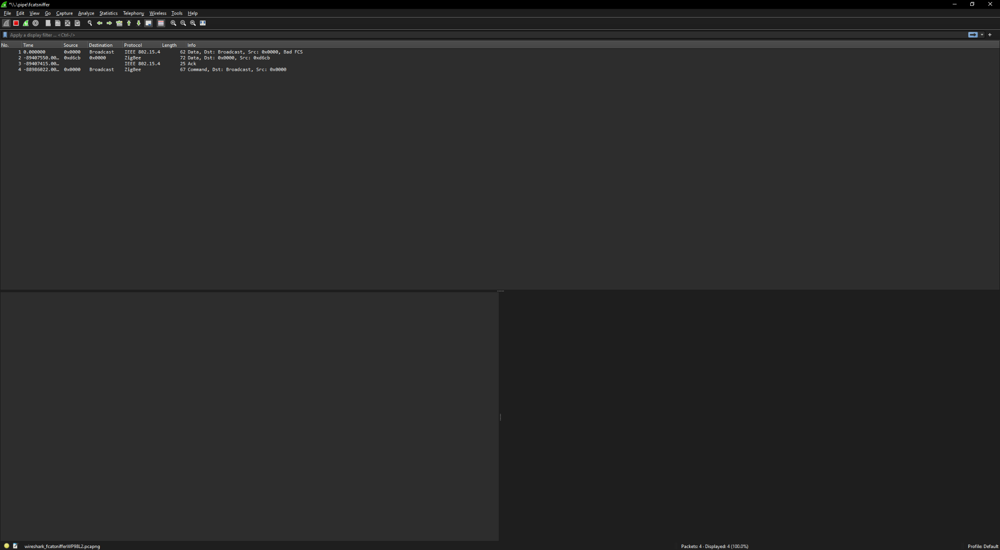 *\\.\pipe\fcatsniffer
File Edit View Go Capture Analyze Statistics Telephony Wireless Tools Help
Apply a display filter ... <Ctrl-/>
No. Time Source Destination Protocol Length Info
1 0.000000 0x0000 Broadcast IEEE 802.15.4 62 Data, Dst: Broadcast, Src: 0x0000, Bad FCS
2 -89407550.00… 0xd6cb 0x0000 ZigBee 72 Data, Dst: 0x0000, Src: 0xd6cb
3 -89407415.00… IEEE 802.15.4 25 Ack
4 -88986022.00… 0x0000 Broadcast ZigBee 67 Command, Dst: Broadcast, Src: 0x0000
wireshark_fcatsnifferWP98L2.pcapng Packets: 4 · Displayed: 4 (100.0%) Profile: Default